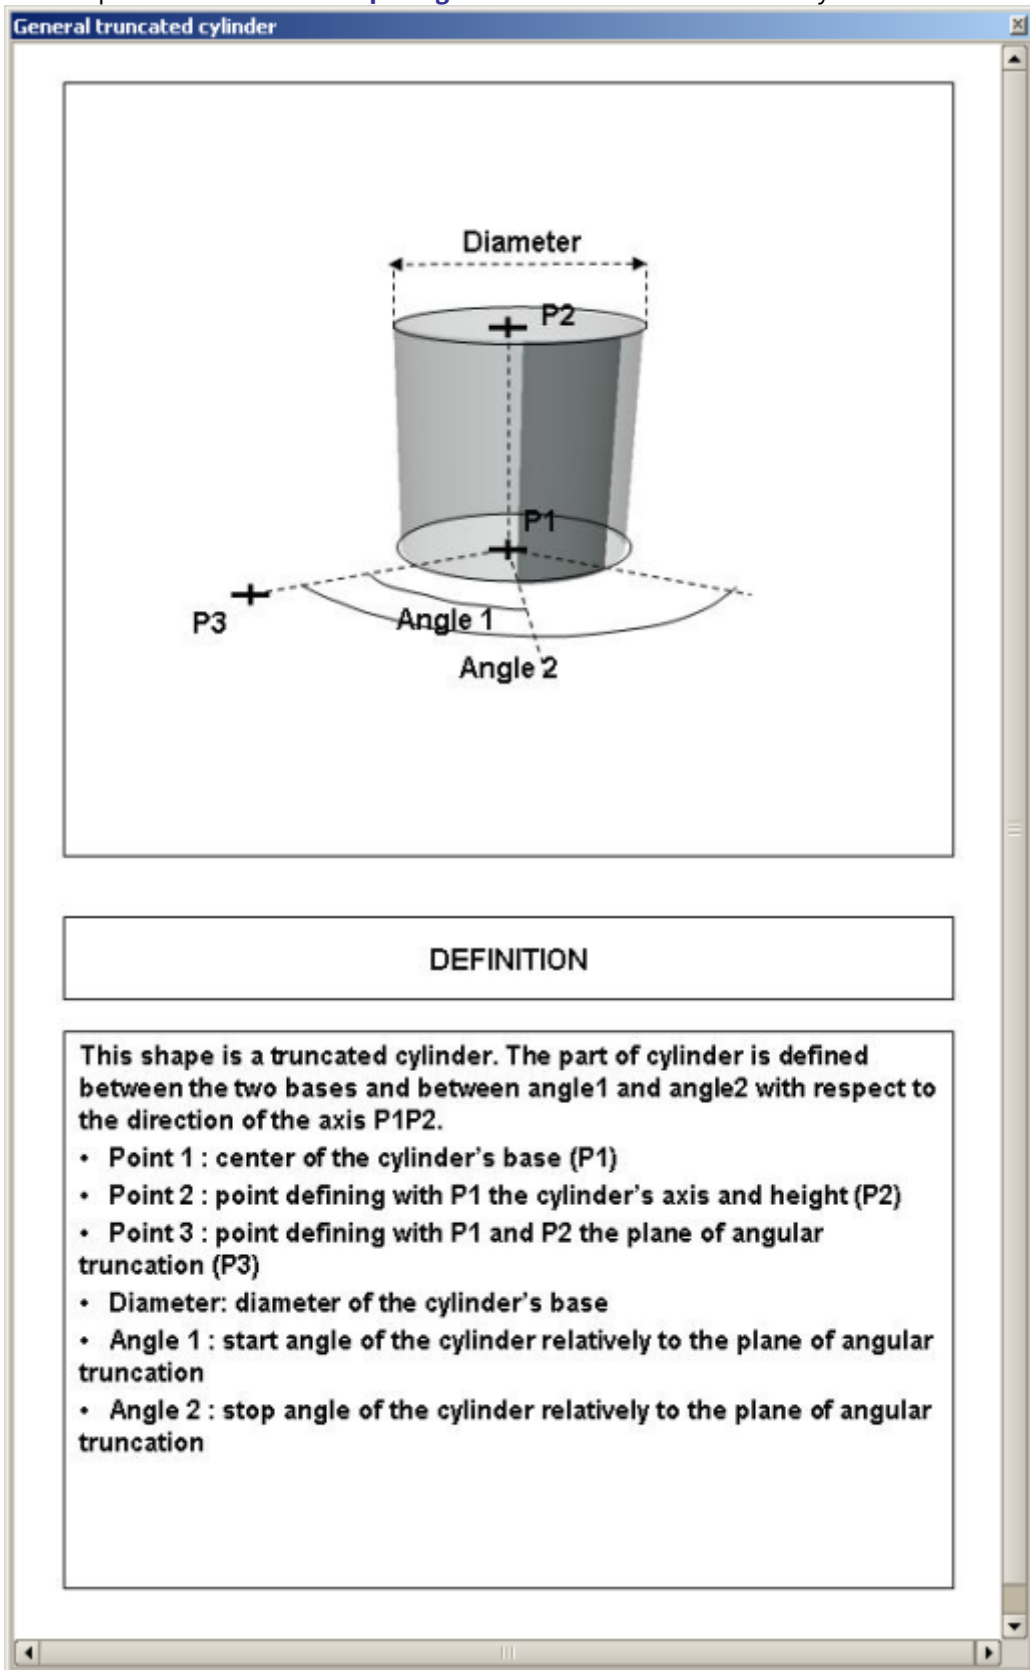 General truncated cylinder
Diameter
P2
P1
P3
Angle 1
Angle 2
DEFINITION
This shape is a truncated cylinder. The part of cylinder is defined
between the two bases and between angle1 and angle2 with respect to
the direction of the axis P1P2.
• Point 1 : center of the cylinder's base (P1)
• Point 2 : point defining with P1 the cylinder's axis and height (P2)
• Point 3 : point defining with P1 and P2 the plane of angular
truncation (P3)
• Diameter: diameter of the cylinder's base
• Angle 1 : start angle of the cylinder relatively to the plane of angular
truncation
• Angle 2 : stop angle of the cylinder relatively to the plane of angular
truncation